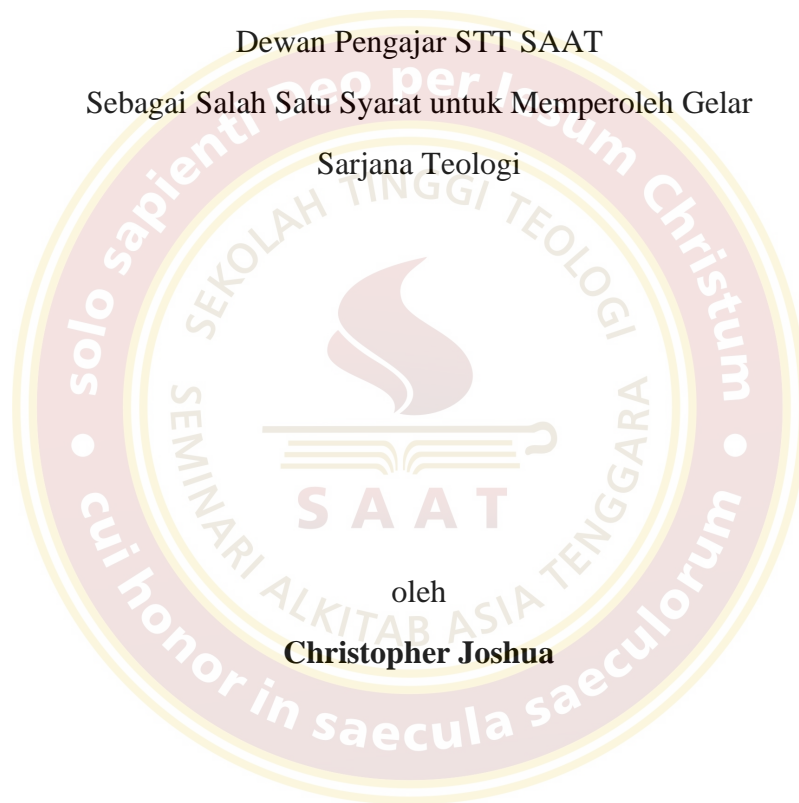 Dewan Pengajar STT SAAT
Sebagai Salah Satu Syarat untuk Memperoleh Gelar
Sarjana Teologi
solo sapienti Deo per Iesum Christum
SEKOLAH TINGGI TEOLOGI
SEMINARI ALKITAB ASIA TENGGARA
SAAT
cui honor in saecula saeculorum
oleh
Christopher Joshua